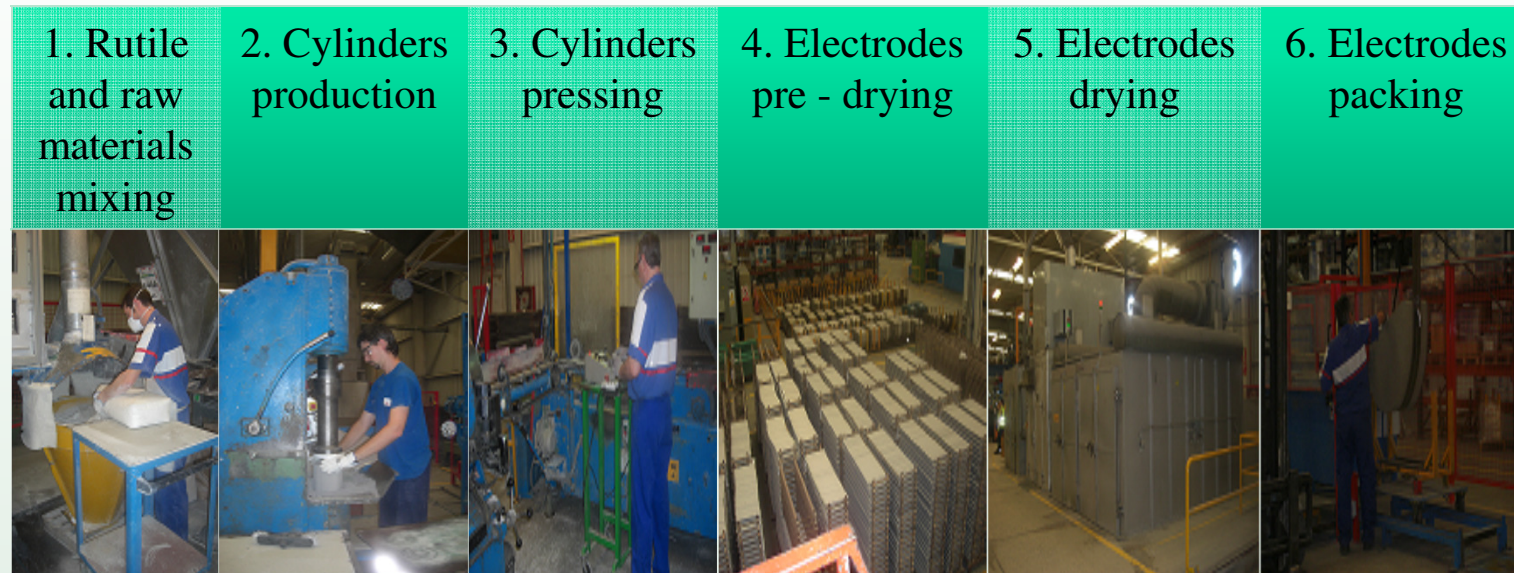 1. Rutile
and raw
materials
mixing
2. Cylinders
production
3. Cylinders
pressing
4. Electrodes
pre - drying
5. Electrodes
drying
6. Electrodes
packing